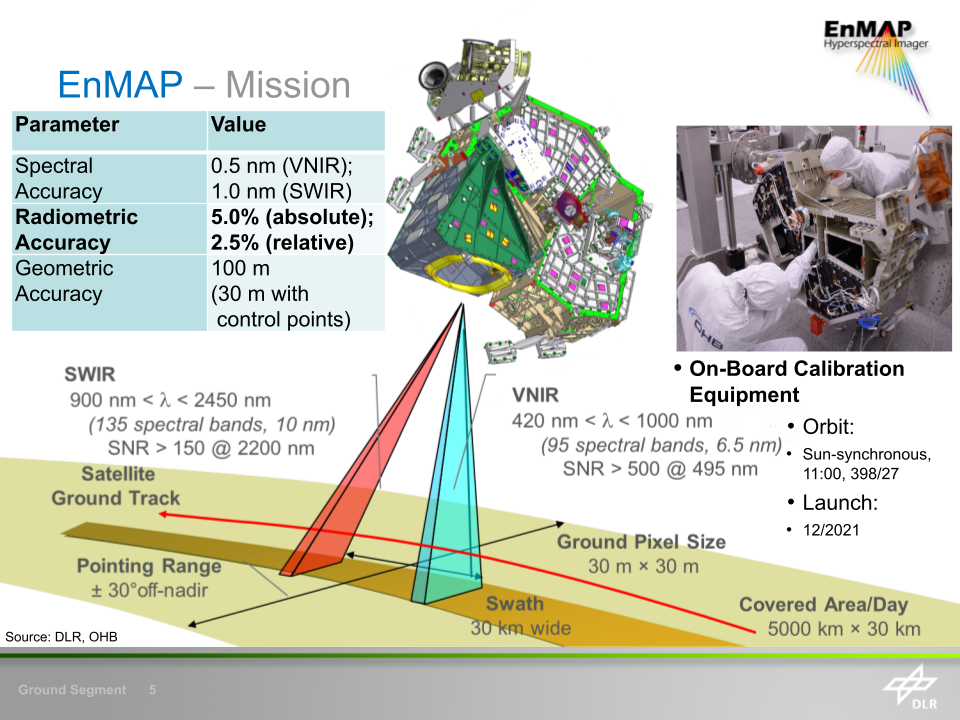 EnMAP
Hyperspectral Imager
EnMAP – Mission
Parameter Value
Spectral Accuracy 0.5 nm (VNIR); 1.0 nm (SWIR)
Radiometric Accuracy 5.0% (absolute); 2.5% (relative)
Geometric Accuracy 100 m (30 m with control points)
OHB
• On-Board Calibration
Equipment
• Orbit:
• Sun-synchronous,
11:00, 398/27
• Launch:
• 12/2021
SWIR
900 nm < λ < 2450 nm
(135 spectral bands, 10 nm)
SNR > 150 @ 2200 nm
VNIR
420 nm < λ < 1000 nm
(95 spectral bands, 6.5 nm)
SNR > 500 @ 495 nm
Satellite
Ground Track
Pointing Range
± 30°off-nadir
Ground Pixel Size
30 m × 30 m
Swath
30 km wide
Covered Area/Day
5000 km × 30 km
Source: DLR, OHB
Ground Segment 5
DLR